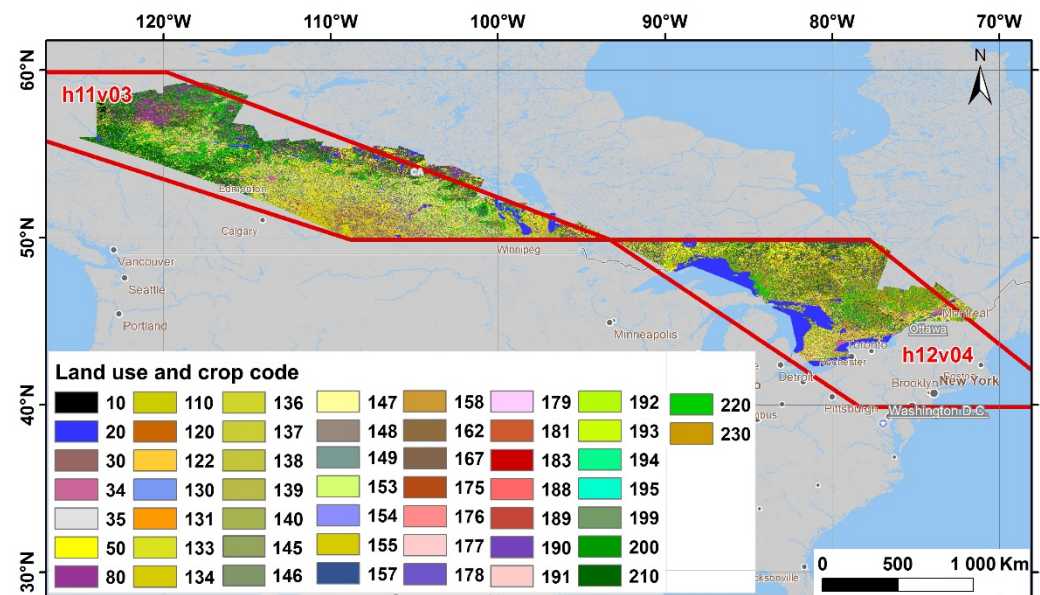 120°W 110°W 100°W 90°W 80°W 70°W
60°N
50°N
40°N
30°N
N
h11v03
CA
Edmonton
Calgary
Winnipeg
Vancouver
Seattle
Portland
Minneapolis
Montreal
Ottawa
Toronto
Rochester
h12v04
Detroit
Boston
Brooklyn New York
Pittsburgh
bus
Washington D.C.
cksonville
Land use and crop code
10 110 136 147 158 179 192 220
20 120 137 148 162 181 193 230
30 122 138 149 167 183 194
34 130 139 153 175 188 195
35 131 140 154 176 189 199
50 133 145 155 177 190 200
80 134 146 157 178 191 210
0 500 1 000 Km